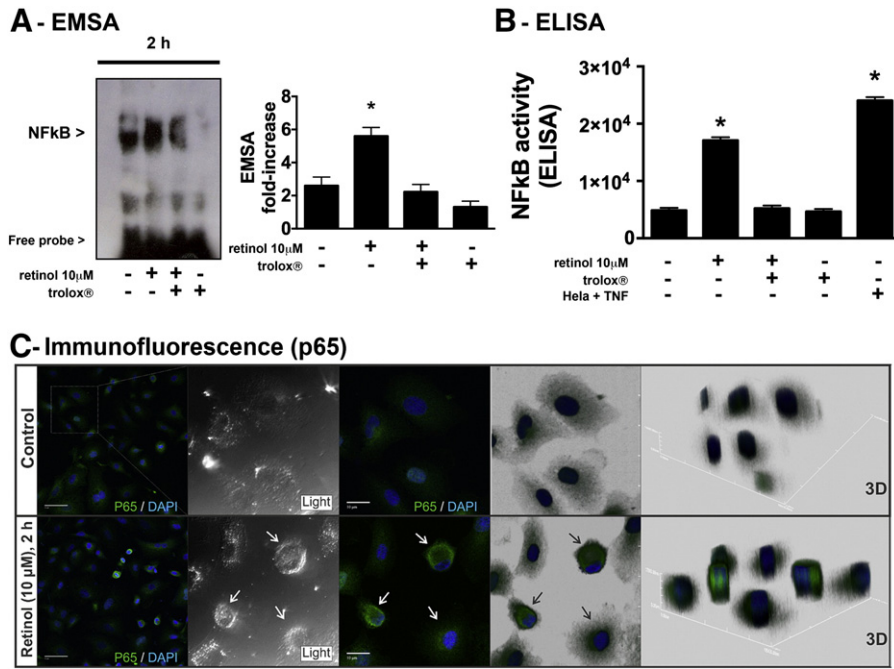 A - EMSA
2 h
NFkB >
Free probe >
retinol 10µM - + + -
trolox® - - + +
EMSA
fold-increase
8
6
4
2
0
retinol 10µM - + + -
trolox® - - + +
*
B - ELISA
NFkB activity
(ELISA)
3×10⁴
2×10⁴
1×10⁴
0
*
*
retinol 10µM - + + - -
trolox® - - + + -
Hela + TNF - - - - +
C- Immunofluorescence (p65)
Control
P65 / DAPI
Light
P65 / DAPI
3D
Retinol (10 µM), 2 h
P65 / DAPI
Light
P65 / DAPI
3D